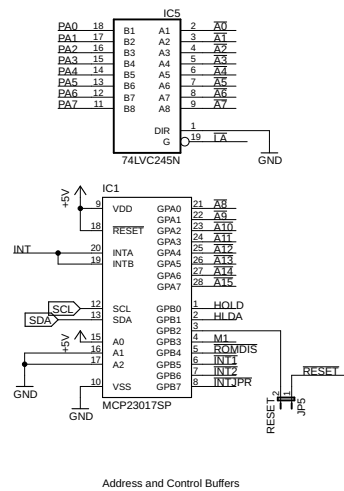 IC5
PA0 18 B1 A1 2 A0
PA1 17 B2 A2 3 A1
PA2 16 B3 A3 4 A2
PA3 15 B4 A4 5 A3
PA4 14 B5 A5 6 A4
PA5 13 B6 A6 7 A5
PA6 12 B7 A7 8 A6
PA7 11 B8 A8 9 A7
DIR 1
G 19 LA
74LVC245N
GND
IC1
+5V
9 VDD GPA0 21 A8
GPA1 22 A9
18 RESET GPA2 23 A10
GPA3 24 A11
INT 20 INTA GPA4 25 A12
19 INTB GPA5 26 A13
GPA6 27 A14
GPA7 28 A15
SCL 12 SCL GPB0 1 HOLD
SDA 13 SDA GPB1 2 HLDA
GPB2 3
+5V
15 A0 GPB3 4 M1
16 A1 GPB4 5 ROMDIS
17 A2 GPB5 6 INT1
GPB6 7 INT2
10 VSS GPB7 8 INTJPR
GND
GND
MCP23017SP
RESET
2
1
JP5
RESET
Address and Control Buffers